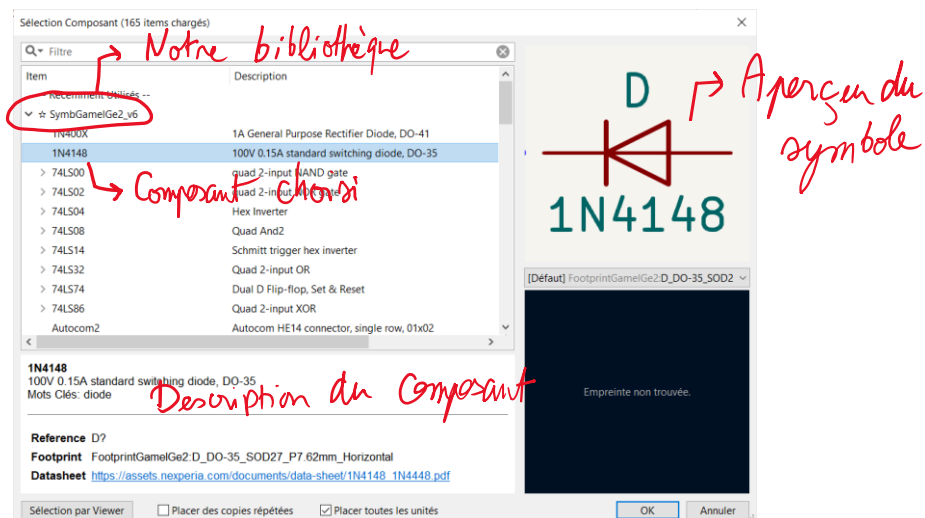 Sélection Composant (165 items chargés)
Filtre
Notre bibliothèque
Item Description
-- Récemment Utilisés --
SymbGamelGe2_v6
1N400X 1A General Purpose Rectifier Diode, DO-41
1N4148 100V 0.15A standard switching diode, DO-35
74LS00 quad 2-input NAND gate
74LS02 quad 2-input NOR gate
Composant choisi
74LS04 Hex Inverter
74LS08 Quad And2
74LS14 Schmitt trigger hex inverter
74LS32 Quad 2-input OR
74LS74 Dual D Flip-flop, Set & Reset
74LS86 Quad 2-input XOR
Autocom2 Autocom HE14 connector, single row, 01x02
D
1N4148
Aperçu du
symbole
[Défaut] FootprintGamelGe2:D_DO-35_SOD2
Empreinte non trouvée.
1N4148
100V 0.15A standard switching diode, DO-35
Mots Clés: diode
Description du Composant
Reference D?
Footprint FootprintGamelGe2:D_DO-35_SOD27_P7.62mm_Horizontal
Datasheet https://assets.nexperia.com/documents/data-sheet/1N4148_1N4448.pdf
Sélection par Viewer Placer des copies répétées Placer toutes les unités OK Annuler